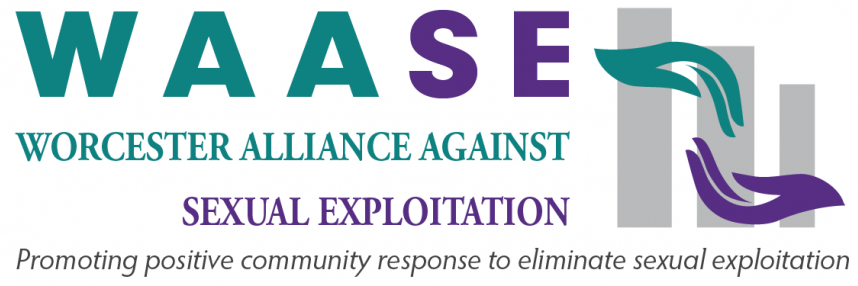 WAASE
WORCESTER ALLIANCE AGAINST
SEXUAL EXPLOITATION
Promoting positive community response to eliminate sexual exploitation